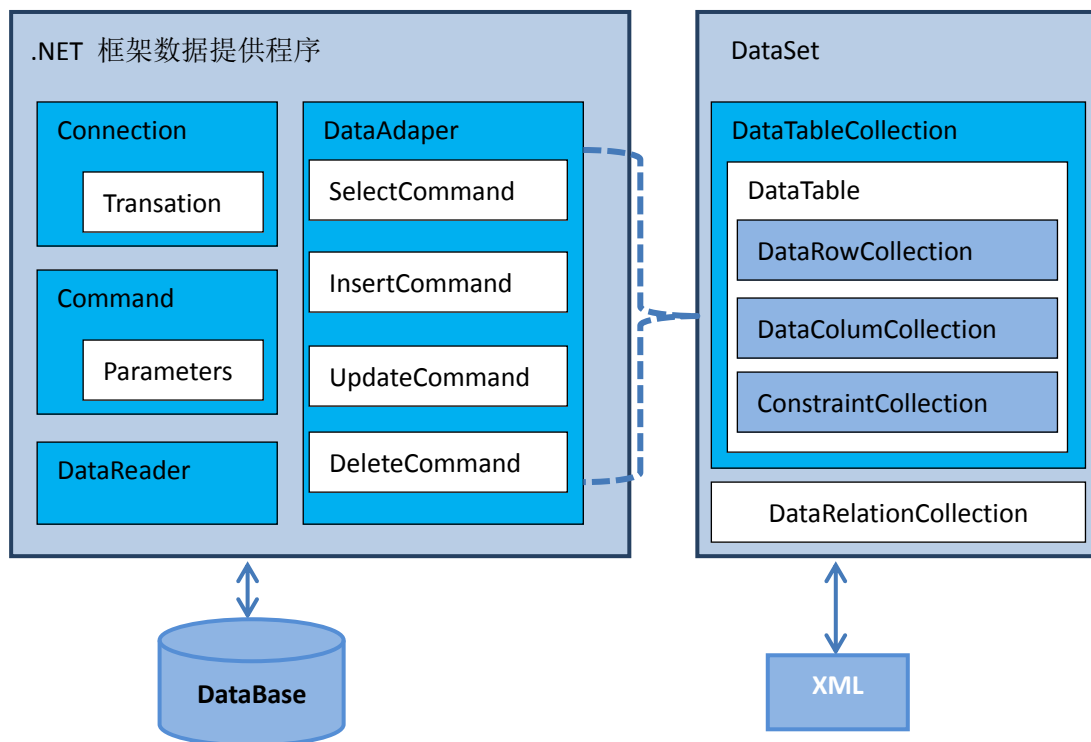 .NET 框架数据提供程序
Connection
Transation
Command
Parameters
DataReader
DataAdaper
SelectCommand
InsertCommand
UpdateCommand
DeleteCommand
DataBase
DataSet
DataTableCollection
DataTable
DataRowCollection
DataColumCollection
ConstraintCollection
DataRelationCollection
XML